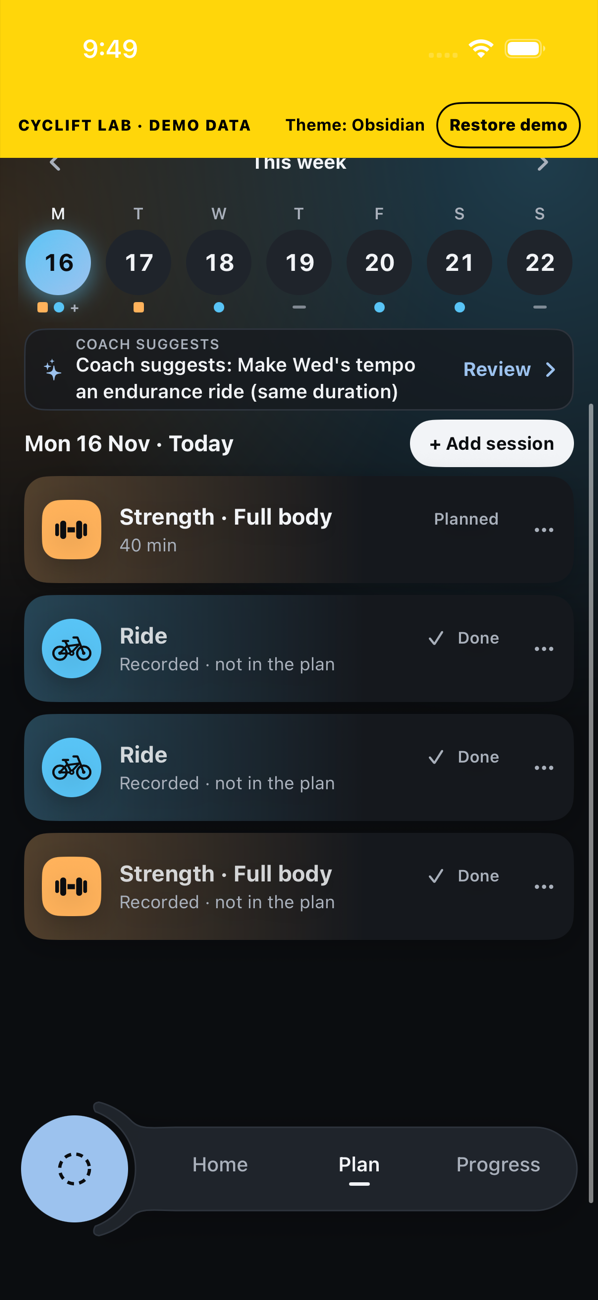 9:49
CYCLIFT LAB · DEMO DATA
Theme: Obsidian
Restore demo
This week
M T W T F S S
16 17 18 19 20 21 22
+
COACH SUGGESTS
Coach suggests: Make Wed's tempo
an endurance ride (same duration)
Review
Mon 16 Nov · Today
+ Add session
Strength · Full body
Planned
40 min
Ride
Done
Recorded · not in the plan
Ride
Done
Recorded · not in the plan
Strength · Full body
Done
Recorded · not in the plan
Home
Plan
Progress